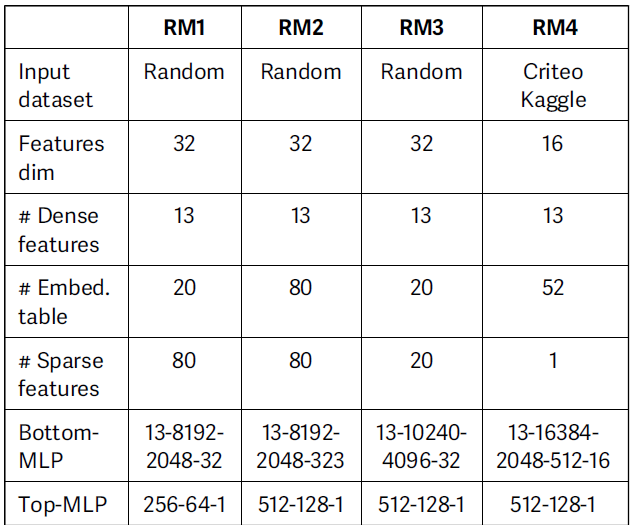 RM1 RM2 RM3 RM4
Input Random Random Random Criteo
dataset Kaggle
Features 32 32 32 16
dim
# Dense 13 13 13 13
features
# Embed. 20 80 20 52
table
# Sparse 80 80 20 1
features
Bottom- 13-8192- 13-8192- 13-10240- 13-16384-
MLP 2048-32 2048-323 4096-32 2048-512-16
Top-MLP 256-64-1 512-128-1 512-128-1 512-128-1